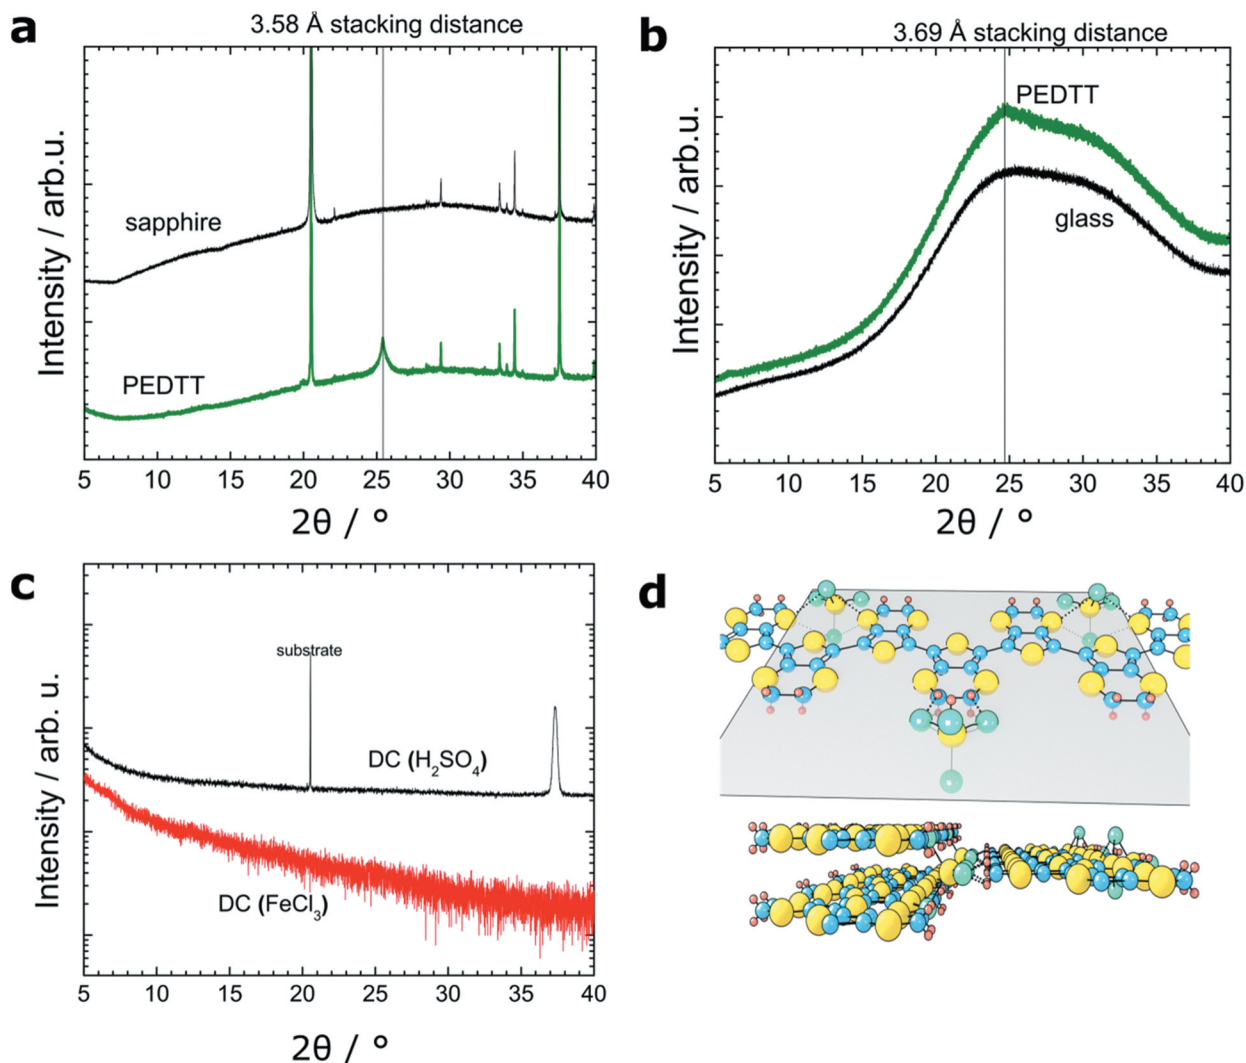 a
3.58 Å stacking distance
Intensity / arb.u.
sapphire
PEDTT
5 10 15 20 25 30 35 40
2θ / °
b
3.69 Å stacking distance
Intensity / arb.u.
PEDTT
glass
5 10 15 20 25 30 35 40
2θ / °
c
Intensity / arb. u.
substrate
DC (H₂SO₄)
DC (FeCl₃)
5 10 15 20 25 30 35 40
2θ / °
d